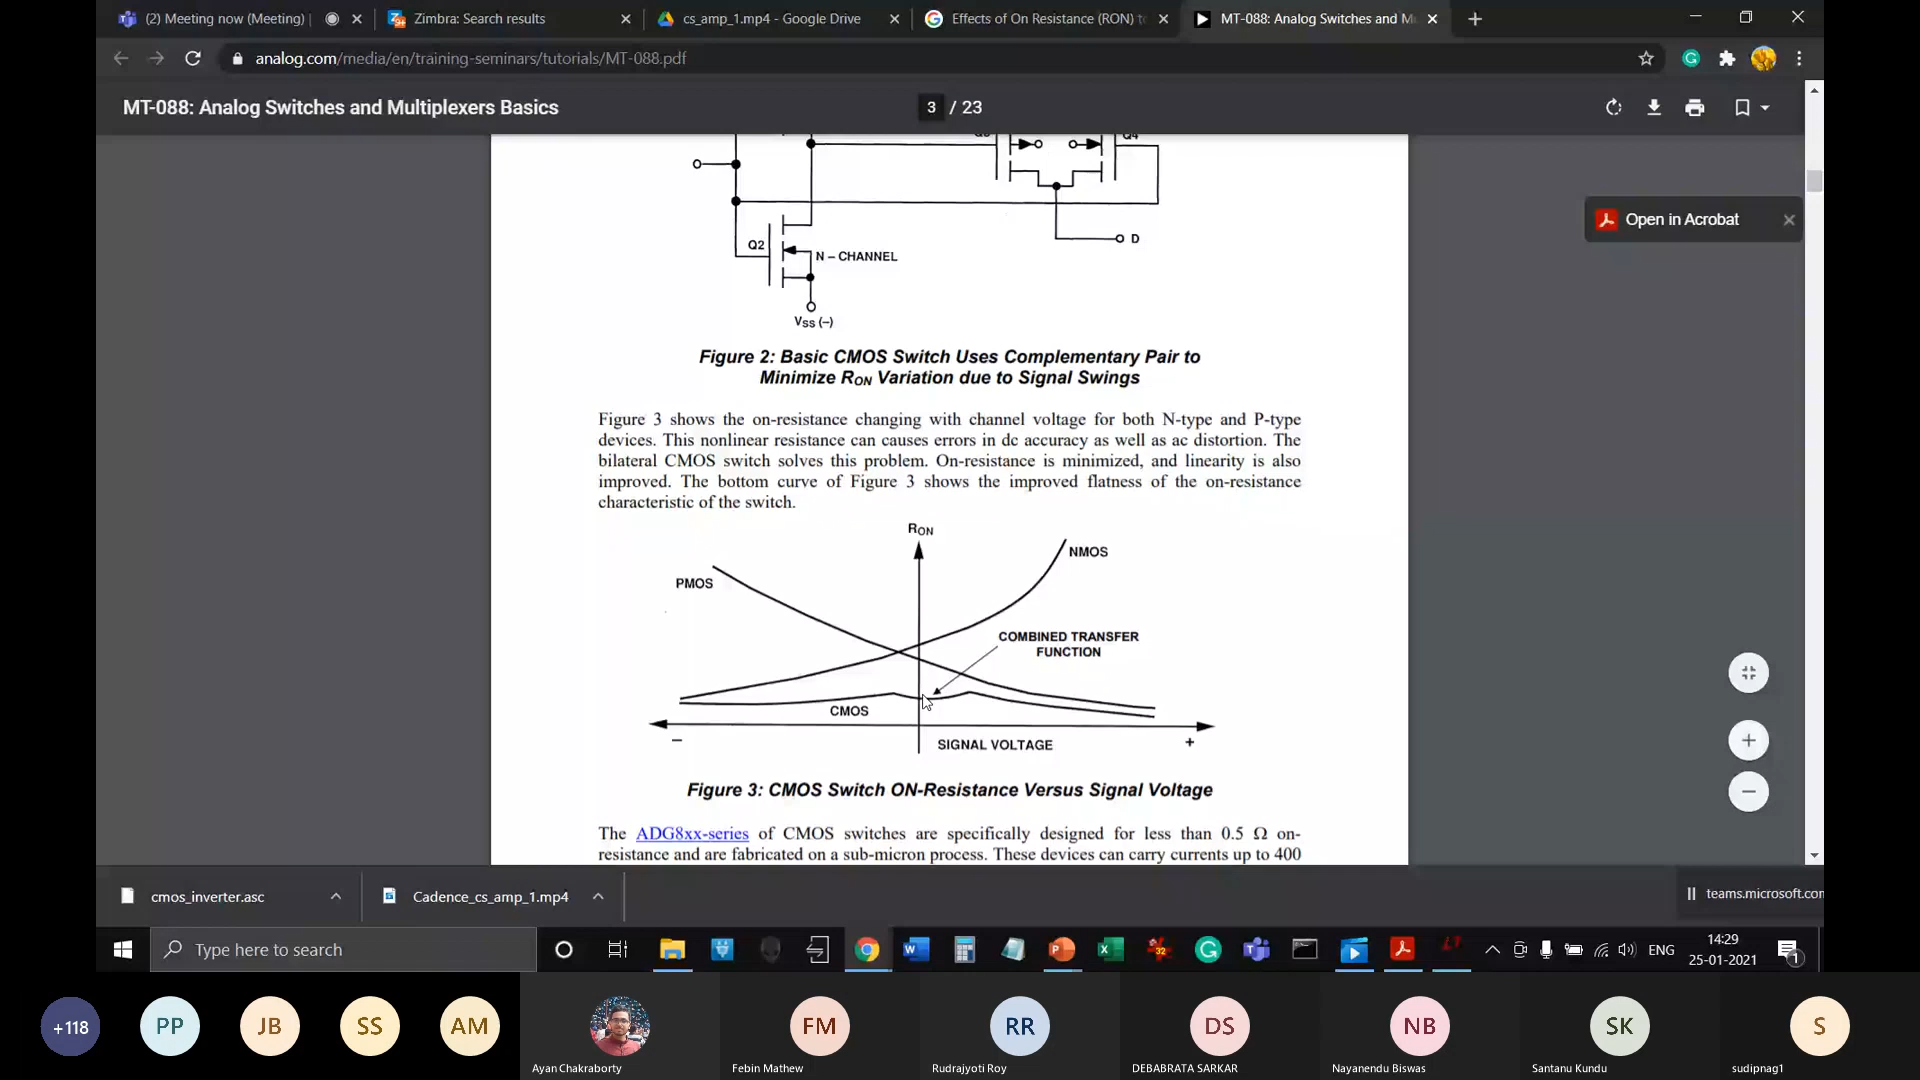 (2) Meeting now (Meeting) |
Zimbra: Search results
cs_amp_1.mp4 - Google Drive
Effects of On Resistance (RON) t
MT-088: Analog Switches and M
analog.com/media/en/training-seminars/tutorials/MT-088.pdf
MT-088: Analog Switches and Multiplexers Basics
3 / 23
Open in Acrobat
Q4
D
Q2
N – CHANNEL
VSS (–)
Figure 2: Basic CMOS Switch Uses Complementary Pair to
Minimize RON Variation due to Signal Swings
Figure 3 shows the on-resistance changing with channel voltage for both N-type and P-type
devices. This nonlinear resistance can causes errors in dc accuracy as well as ac distortion. The
bilateral CMOS switch solves this problem. On-resistance is minimized, and linearity is also
improved. The bottom curve of Figure 3 shows the improved flatness of the on-resistance
characteristic of the switch.
RON
NMOS
PMOS
COMBINED TRANSFER
FUNCTION
CMOS
–
SIGNAL VOLTAGE
+
Figure 3: CMOS Switch ON-Resistance Versus Signal Voltage
The ADG8xx-series of CMOS switches are specifically designed for less than 0.5 Ω on-
resistance and are fabricated on a sub-micron process. These devices can carry currents up to 400
cmos_inverter.asc
Cadence_cs_amp_1.mp4
teams.microsoft.com
Type here to search
ENG
14:29
25-01-2021
1
+118
PP
JB
SS
AM
FM
RR
DS
NB
SK
S
Ayan Chakraborty
Febin Mathew
Rudrajyoti Roy
DEBABRATA SARKAR
Nayanendu Biswas
Santanu Kundu
sudipnag1